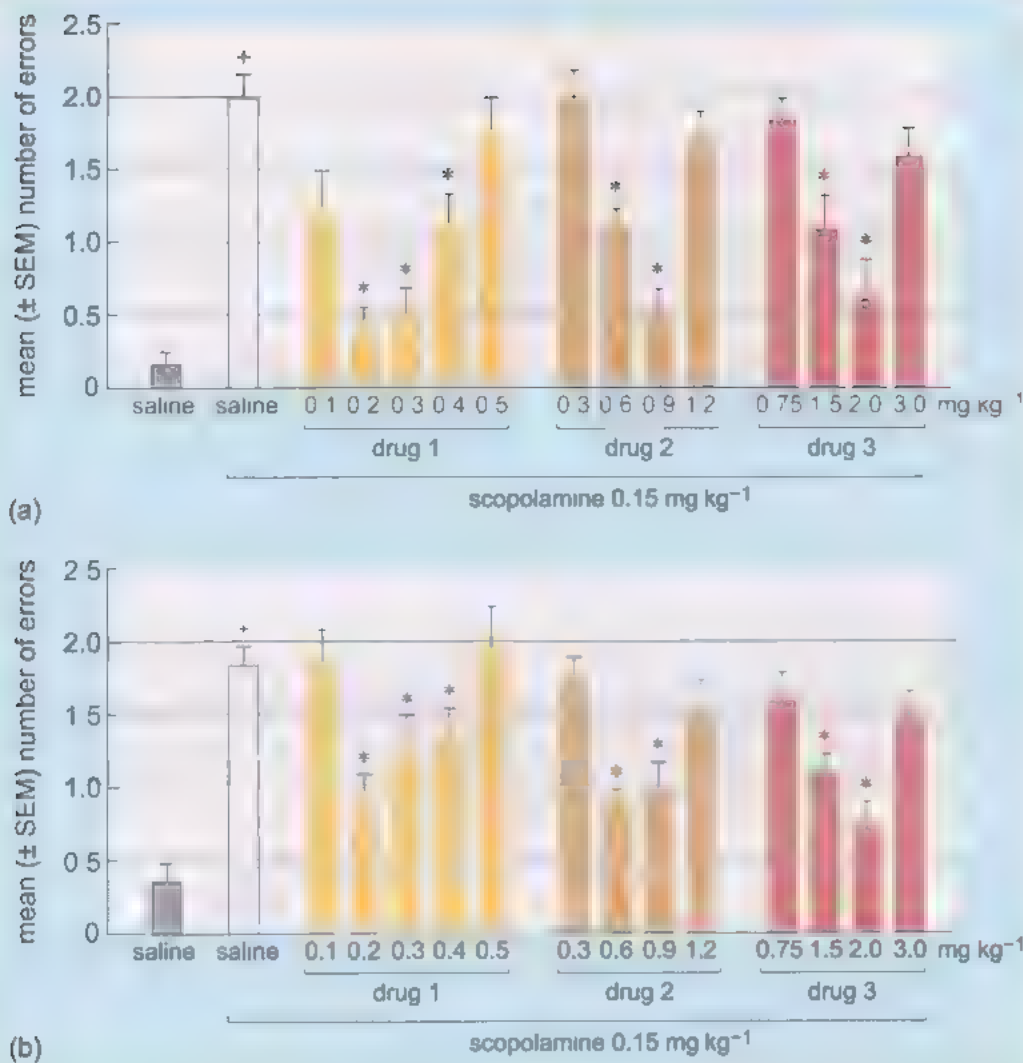 mean (± SEM) number of errors
2.5
2.0
1.5
1.0
0.5
0
+
* * *
* *
* *
saline saline 0 1 0 2 0 3 0 4 0 5 0 3 0 6 0 9 1 2 0 75 1 5 2.0 3.0 mg kg⁻¹
drug 1 drug 2 drug 3
scopolamine 0.15 mg kg⁻¹
(a)
mean (± SEM) number of errors
2 5
2.0
1 5
1.0
0 5
0
+
* * *
* *
* *
saline saline 0.1 0.2 0.3 0.4 0.5 0.3 0.6 0.9 1.2 0.75 1.5 2.0 3.0 mg kg⁻¹
drug 1 drug 2 drug 3
scopolamine 0.15 mg kg⁻¹
(b)